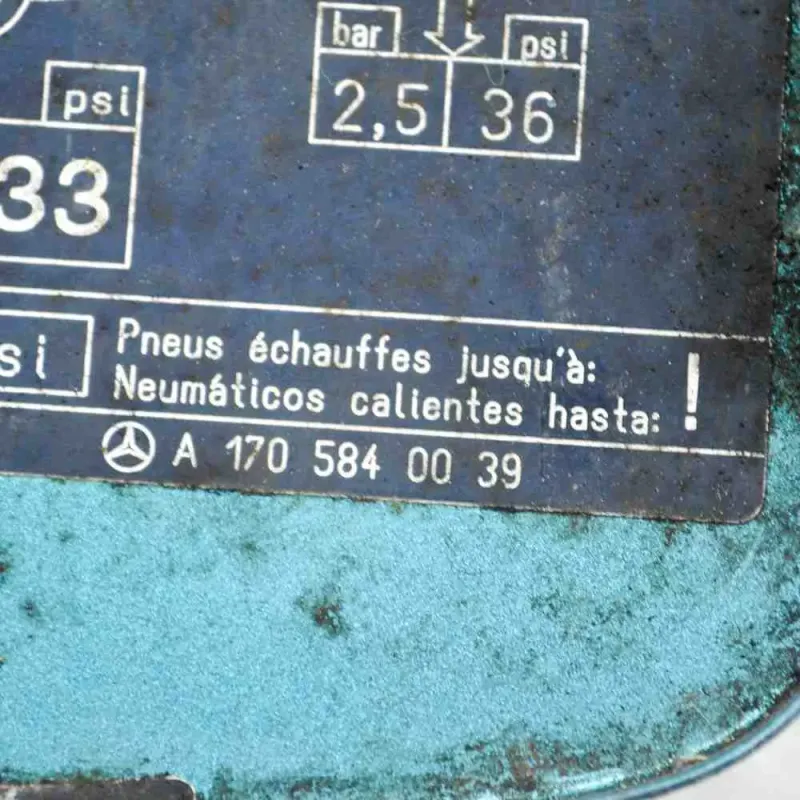 bar psi
2,5 36
psi
33
si
Pneus échauffes jusqu'à: !
Neumáticos calientes hasta:
A 170 584 00 39